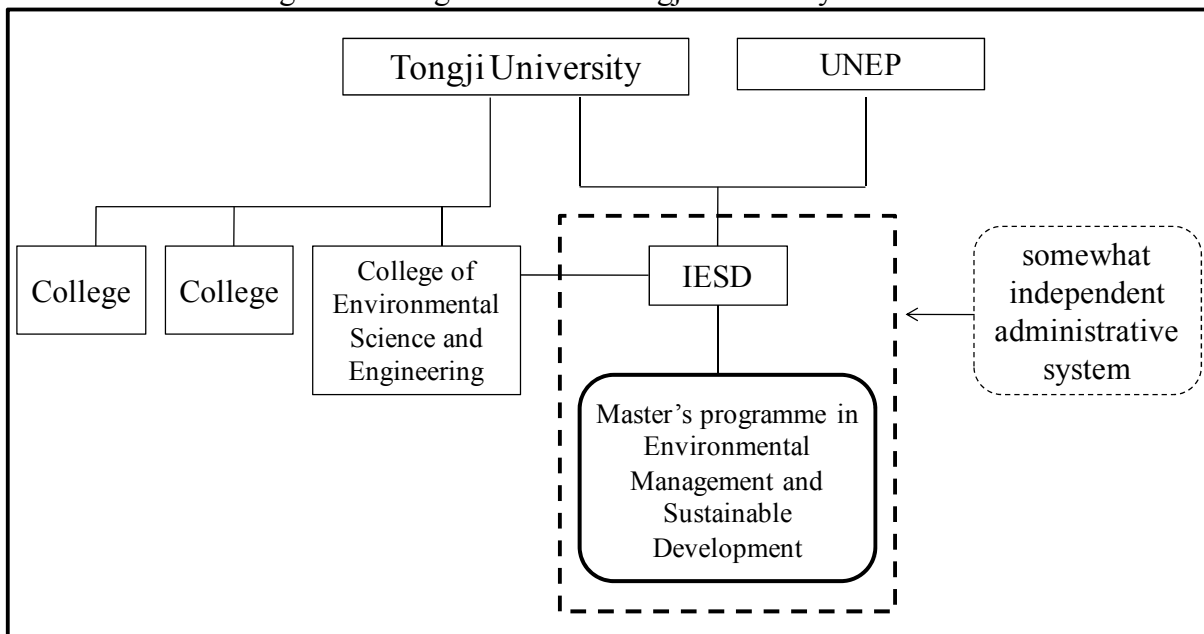 Tongji University
UNEP
College
College
College of
Environmental
Science and
Engineering
IESD
somewhat
independent
administrative
system
Master's programme in
Environmental
Management and
Sustainable
Development